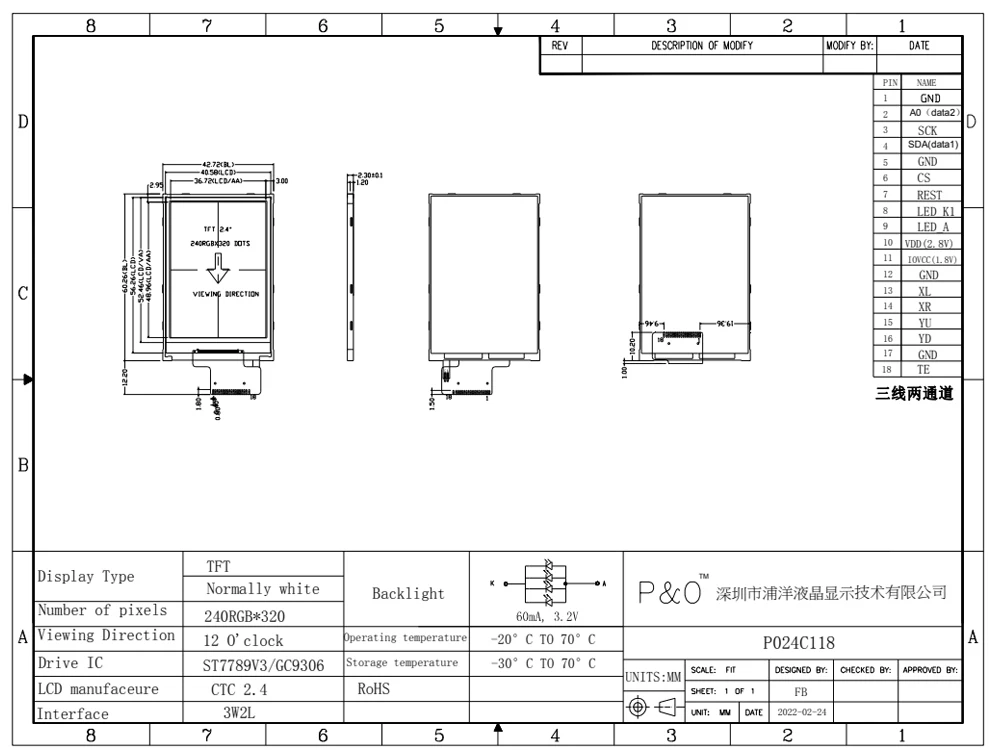 8 7 6 5 4 3 2 1
REV DESCRIPTION OF MODIFY MODIFY BY: DATE
D D
PIN NAME
1 GND
2 A0（data2）
3 SCK
4 SDA(data1)
5 GND
6 CS
7 REST
8 LED K1
9 LED A
10 VDD(2.8V)
11 IOVCC(1.8V)
12 GND
13 XL
14 XR
15 YU
16 YD
17 GND
18 TE
三线两通道
42.72(BL)
40.58(LCD)
36.72(LCD/AA)
2.95
3.00
2.30±0.1
1.20
TFT 2.4"
240RGBX320 DOTS
VIEWING DIRECTION
60.26(BL)
56.26(LCD)
52.46(LCD/VA)
48.96(LCD/AA)
12.20
1.80
0.80
18
1.50
18 1
9.46
19.36
10.20
1.00
18 1
C C
B B
A A
Display Type TFT
Normally white
Number of pixels 240RGB*320
Viewing Direction 12 O'clock
Drive IC ST7789V3/GC9306
LCD manufaceure CTC 2.4
Interface 3W2L
Backlight
K A
60mA, 3.2V
Operating temperature -20° C TO 70° C
Storage temperature -30° C TO 70° C
RoHS
P&O™ 深圳市浦洋液晶显示技术有限公司
P024C118
UNITS:MM
SCALE: FIT DESIGNED BY: CHECKED BY: APPROVED BY:
SHEET: 1 OF 1 FB
UNIT: MM DATE 2022-02-24
8 7 6 5 4 3 2 1